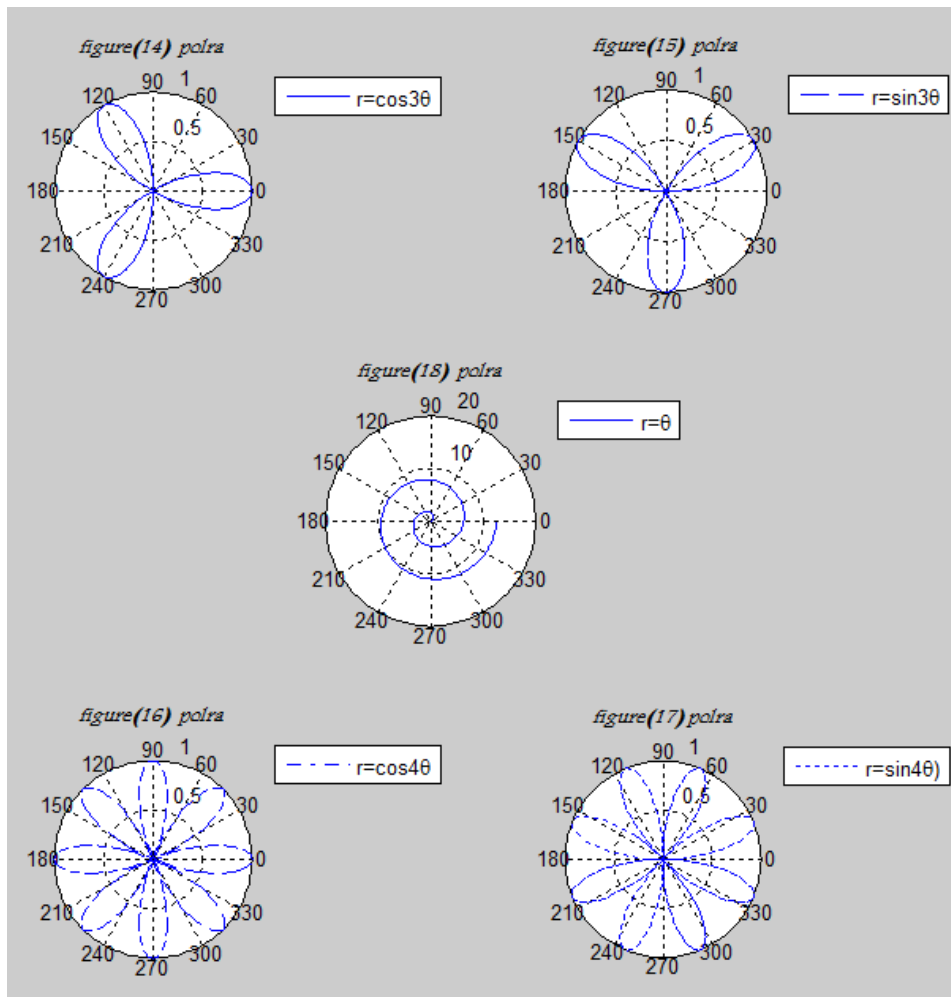 figure(14) polra
90 1
120 60
r=cos3θ
150 0.5 30
180 0
210 330
240 300
270
figure(15) polra
90 1
120 60
r=sin3θ
150 0.5 30
180 0
210 330
240 300
270
figure(18) polra
90 20
120 60
r=θ
150 10 30
180 0
210 330
240 300
270
figure(16) polra
90 1
120 60
r=cos4θ
150 0.5 30
180 0
210 330
240 300
270
figure(17) polra
90 1
120 60
r=sin4θ)
150 0.5 30
180 0
210 330
240 300
270